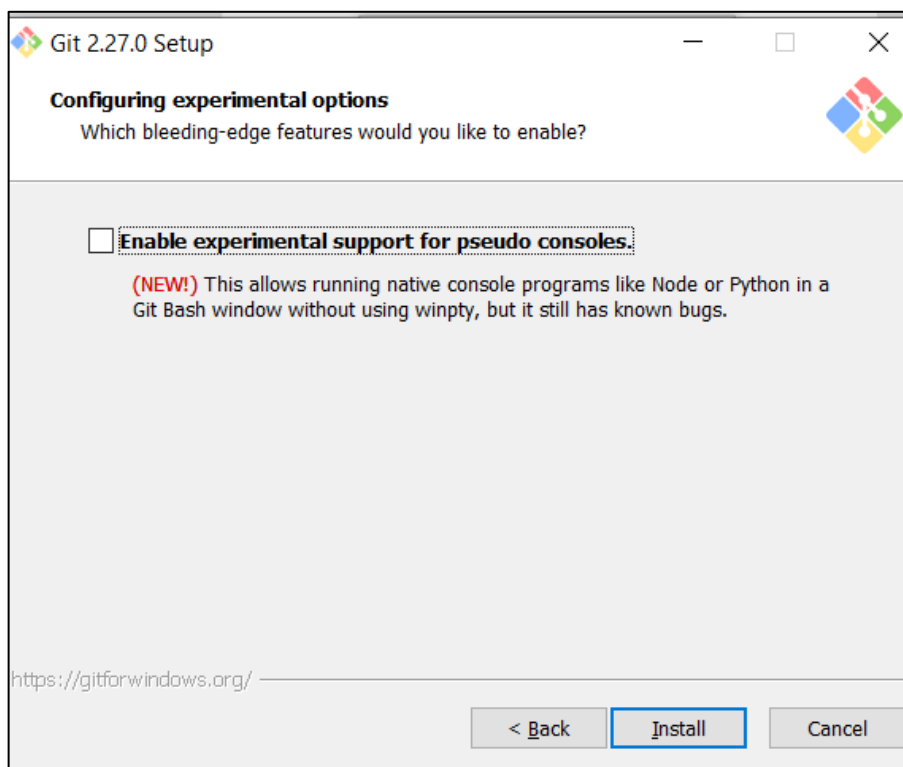 Git 2.27.0 Setup
Configuring experimental options
Which bleeding-edge features would you like to enable?
Enable experimental support for pseudo consoles.
(NEW!) This allows running native console programs like Node or Python in a
Git Bash window without using winpty, but it still has known bugs.
https://gitforwindows.org/
< Back
Install
Cancel